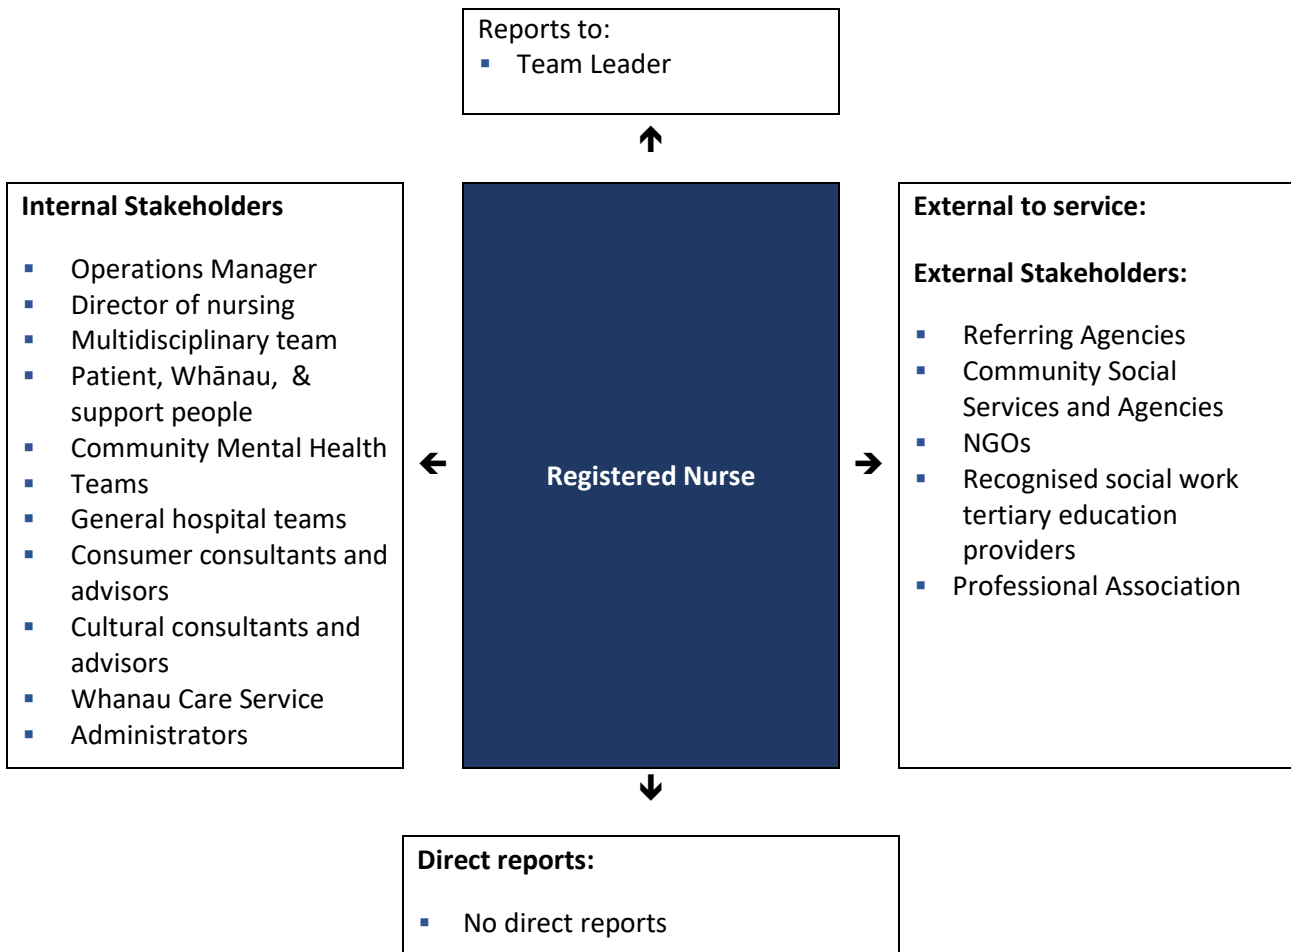 Reports to:
▪ Team Leader
Internal Stakeholders
▪ Operations Manager
▪ Director of nursing
▪ Multidisciplinary team
▪ Patient, Whānau, &
support people
▪ Community Mental Health
▪ Teams
▪ General hospital teams
▪ Consumer consultants and
advisors
▪ Cultural consultants and
advisors
▪ Whanau Care Service
▪ Administrators
Registered Nurse
External to service:
External Stakeholders:
▪ Referring Agencies
▪ Community Social
Services and Agencies
▪ NGOs
▪ Recognised social work
tertiary education
providers
▪ Professional Association
Direct reports:
▪ No direct reports